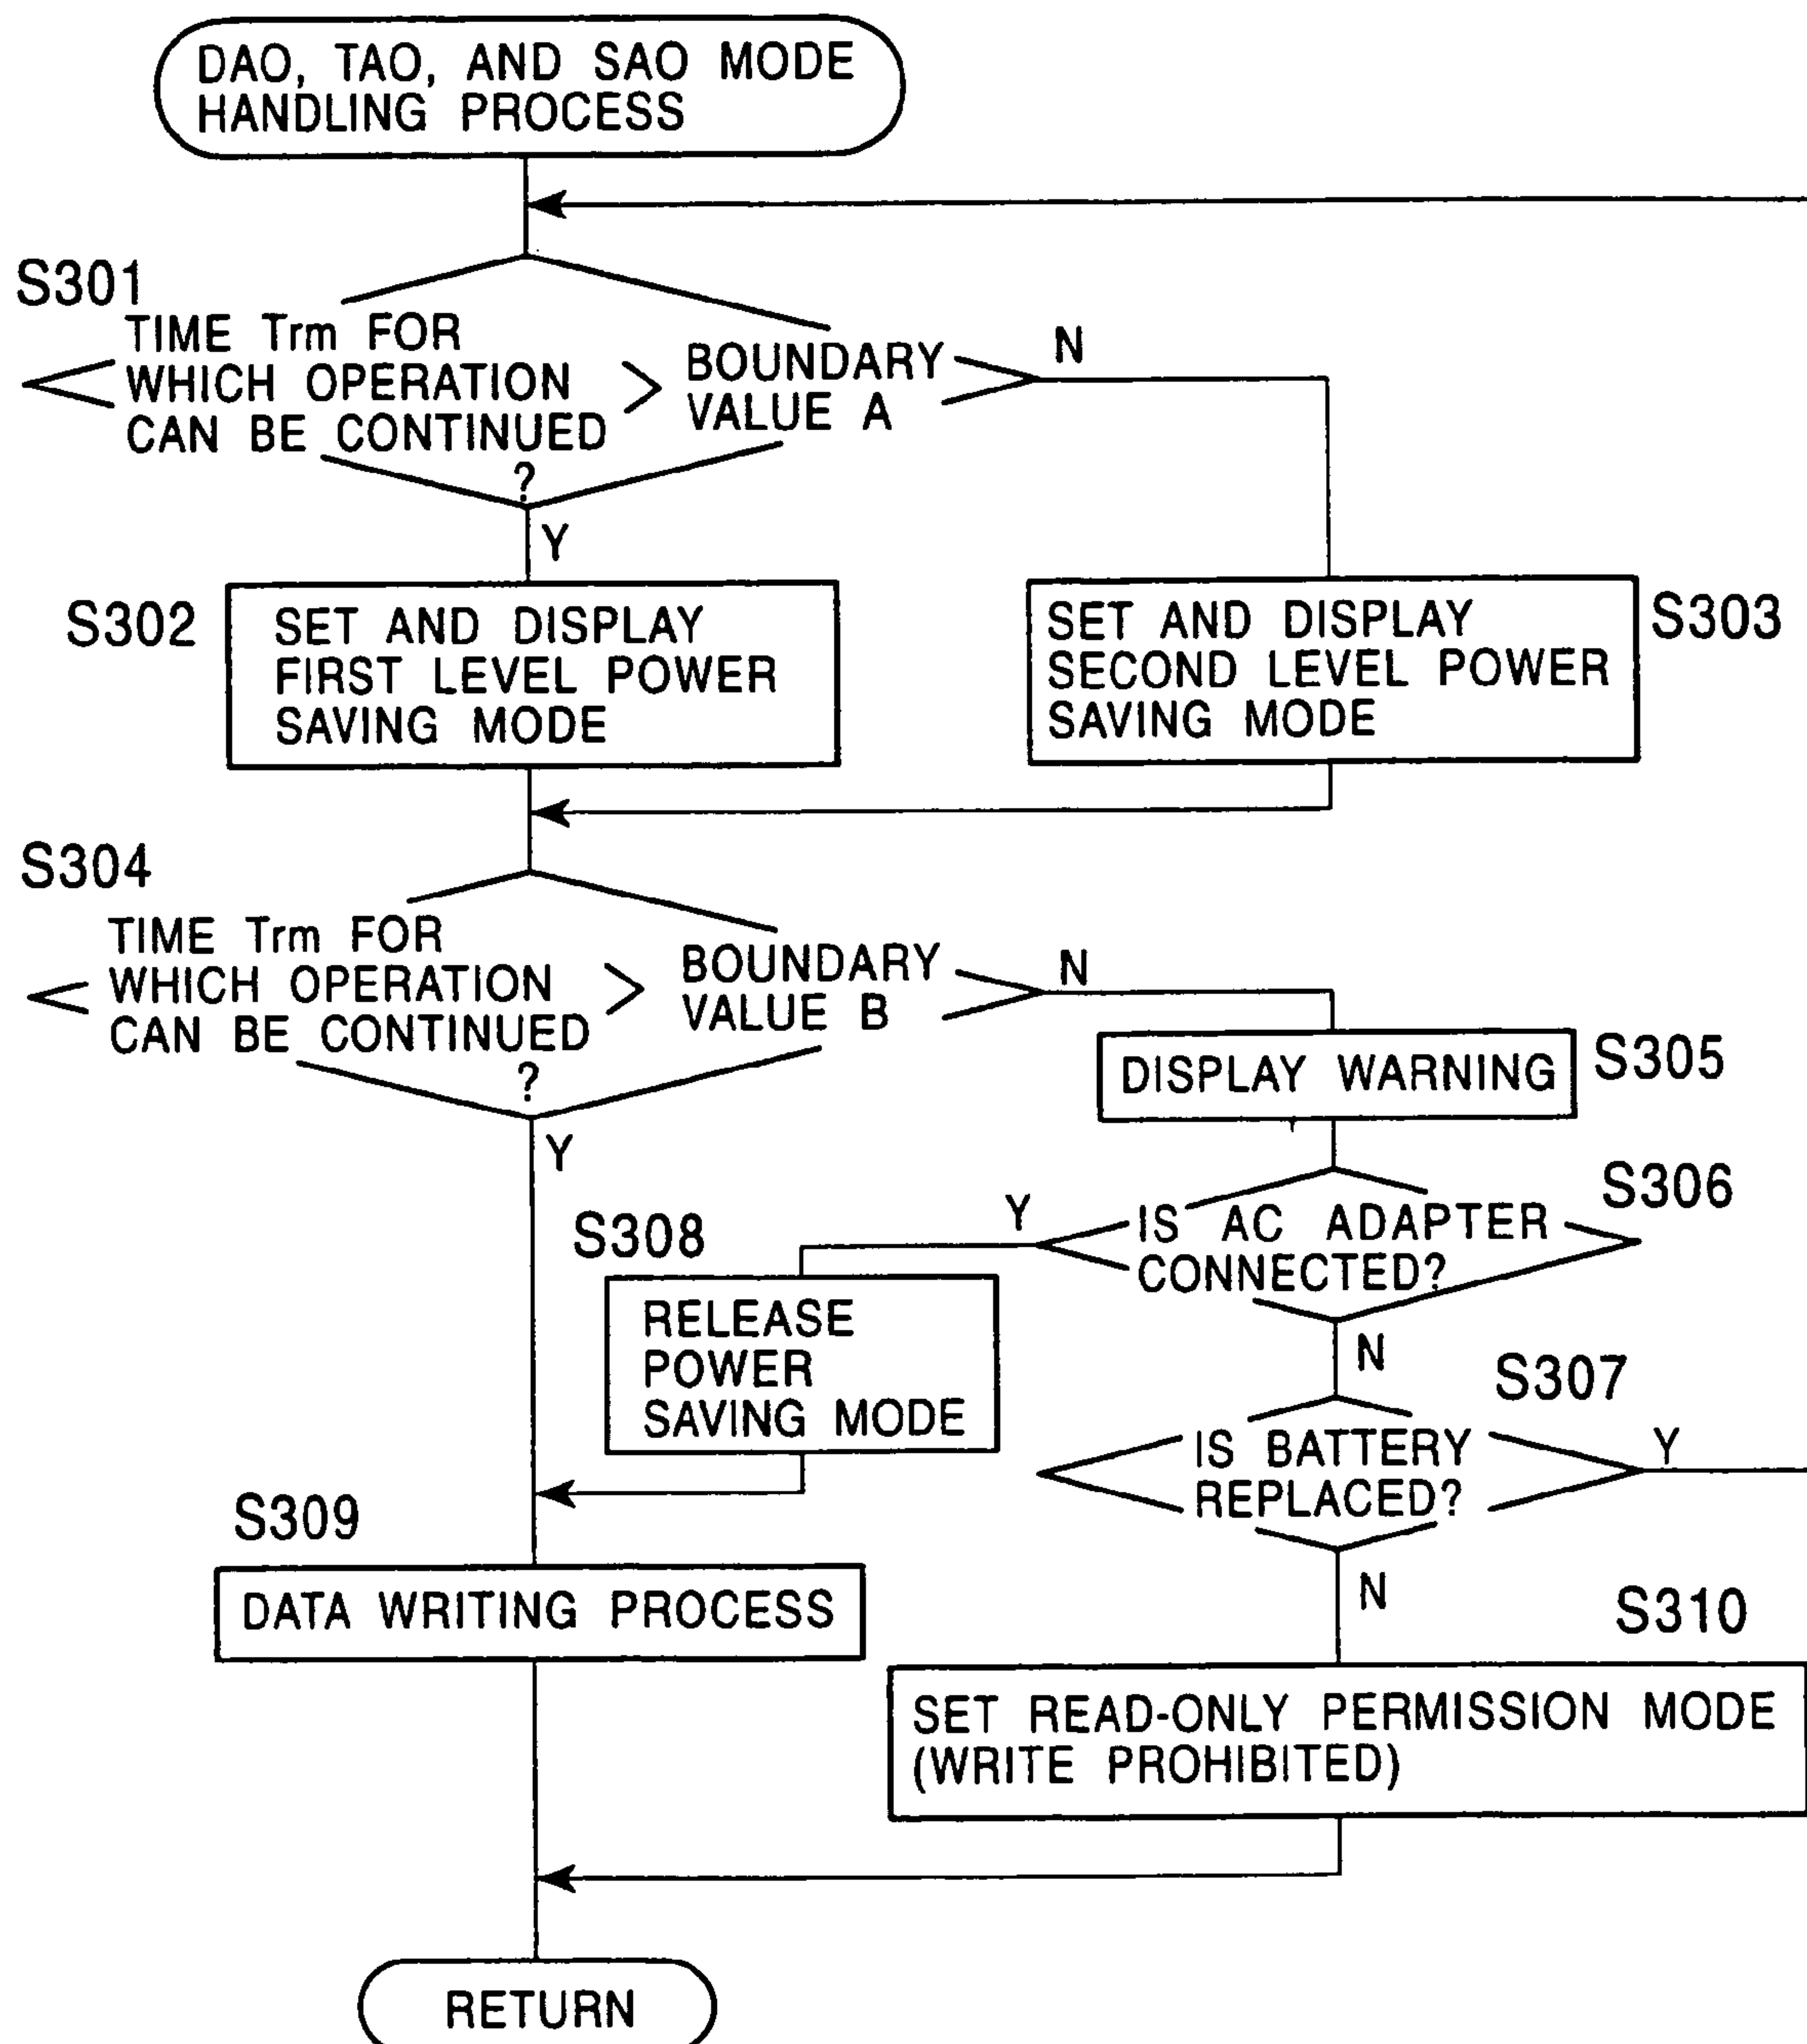 DAO, TAO, AND SAO MODE
HANDLING PROCESS
S301
TIME Trm FOR
WHICH OPERATION
CAN BE CONTINUED
>
BOUNDARY
VALUE A
?
N
Y
S302
SET AND DISPLAY
FIRST LEVEL POWER
SAVING MODE
SET AND DISPLAY
SECOND LEVEL POWER
SAVING MODE
S303
S304
TIME Trm FOR
WHICH OPERATION
CAN BE CONTINUED
>
BOUNDARY
VALUE B
?
N
Y
DISPLAY WARNING
S305
S306
IS AC ADAPTER
CONNECTED?
Y
N
S308
RELEASE
POWER
SAVING MODE
S307
IS BATTERY
REPLACED?
Y
N
S309
DATA WRITING PROCESS
S310
SET READ-ONLY PERMISSION MODE
(WRITE PROHIBITED)
RETURN